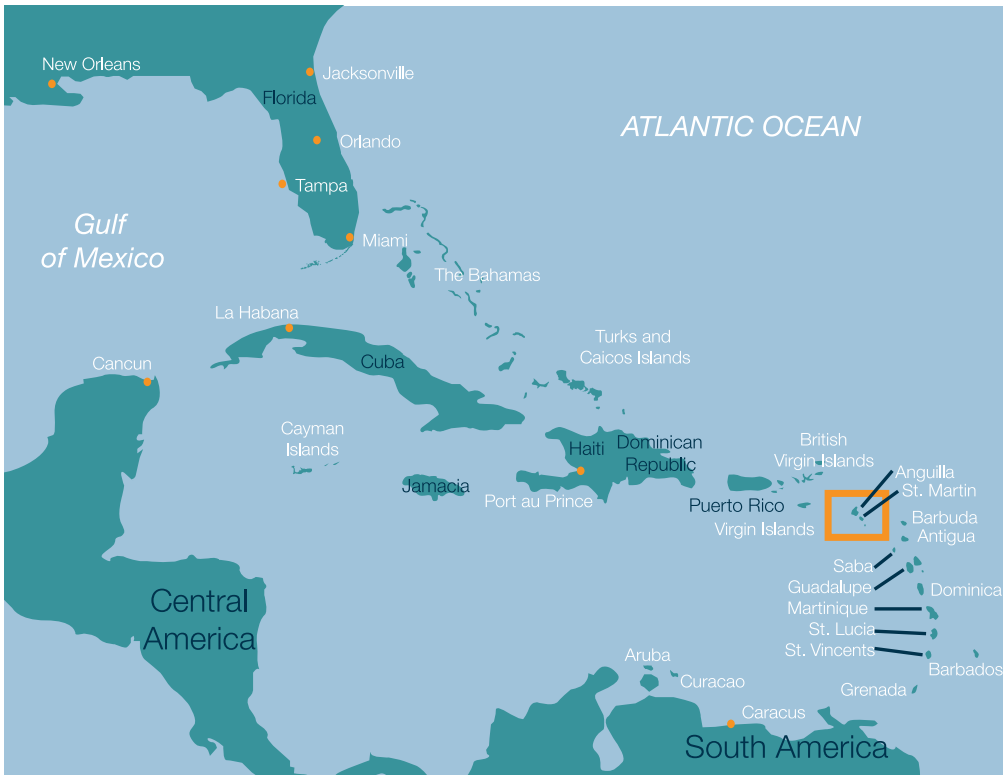 New Orleans
Jacksonville
Florida
ATLANTIC OCEAN
Orlando
Tampa
Gulf
of Mexico
Miami
The Bahamas
La Habana
Turks and
Caicos Islands
Cuba
Cancun
Cayman
Islands
Haiti
Dominican
Republic
British
Virgin Islands
Anguilla
St. Martin
Jamacia
Port au Prince
Puerto Rico
Virgin Islands
Barbuda
Antigua
Saba
Guadalupe
Dominica
Central
America
Martinique
St. Lucia
St. Vincents
Aruba
Barbados
Curacao
Grenada
Caracus
South America